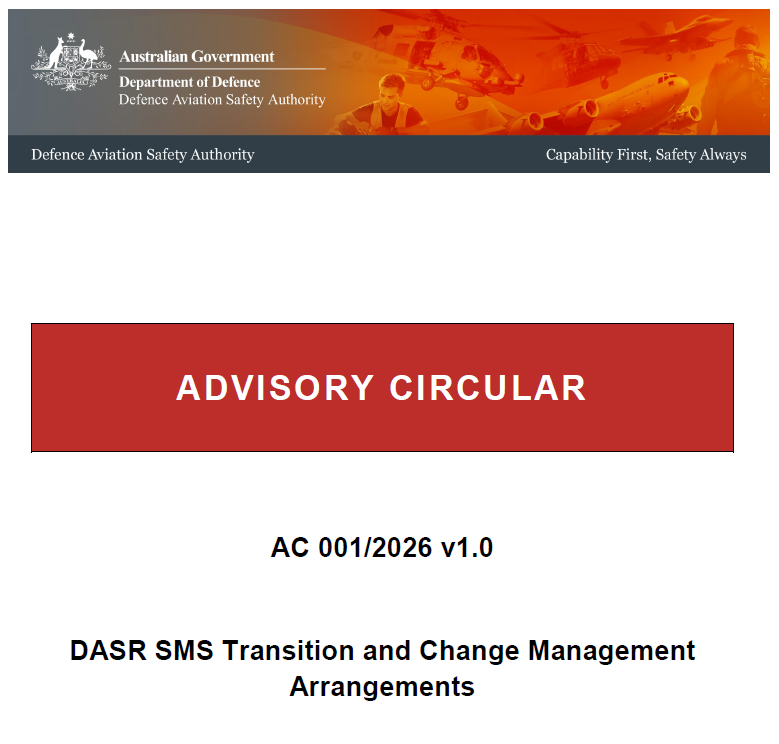 Australian Government
Department of Defence
Defence Aviation Safety Authority
Defence Aviation Safety Authority
Capability First, Safety Always
ADVISORY CIRCULAR
AC 001/2026 v1.0
DASR SMS Transition and Change Management
Arrangements